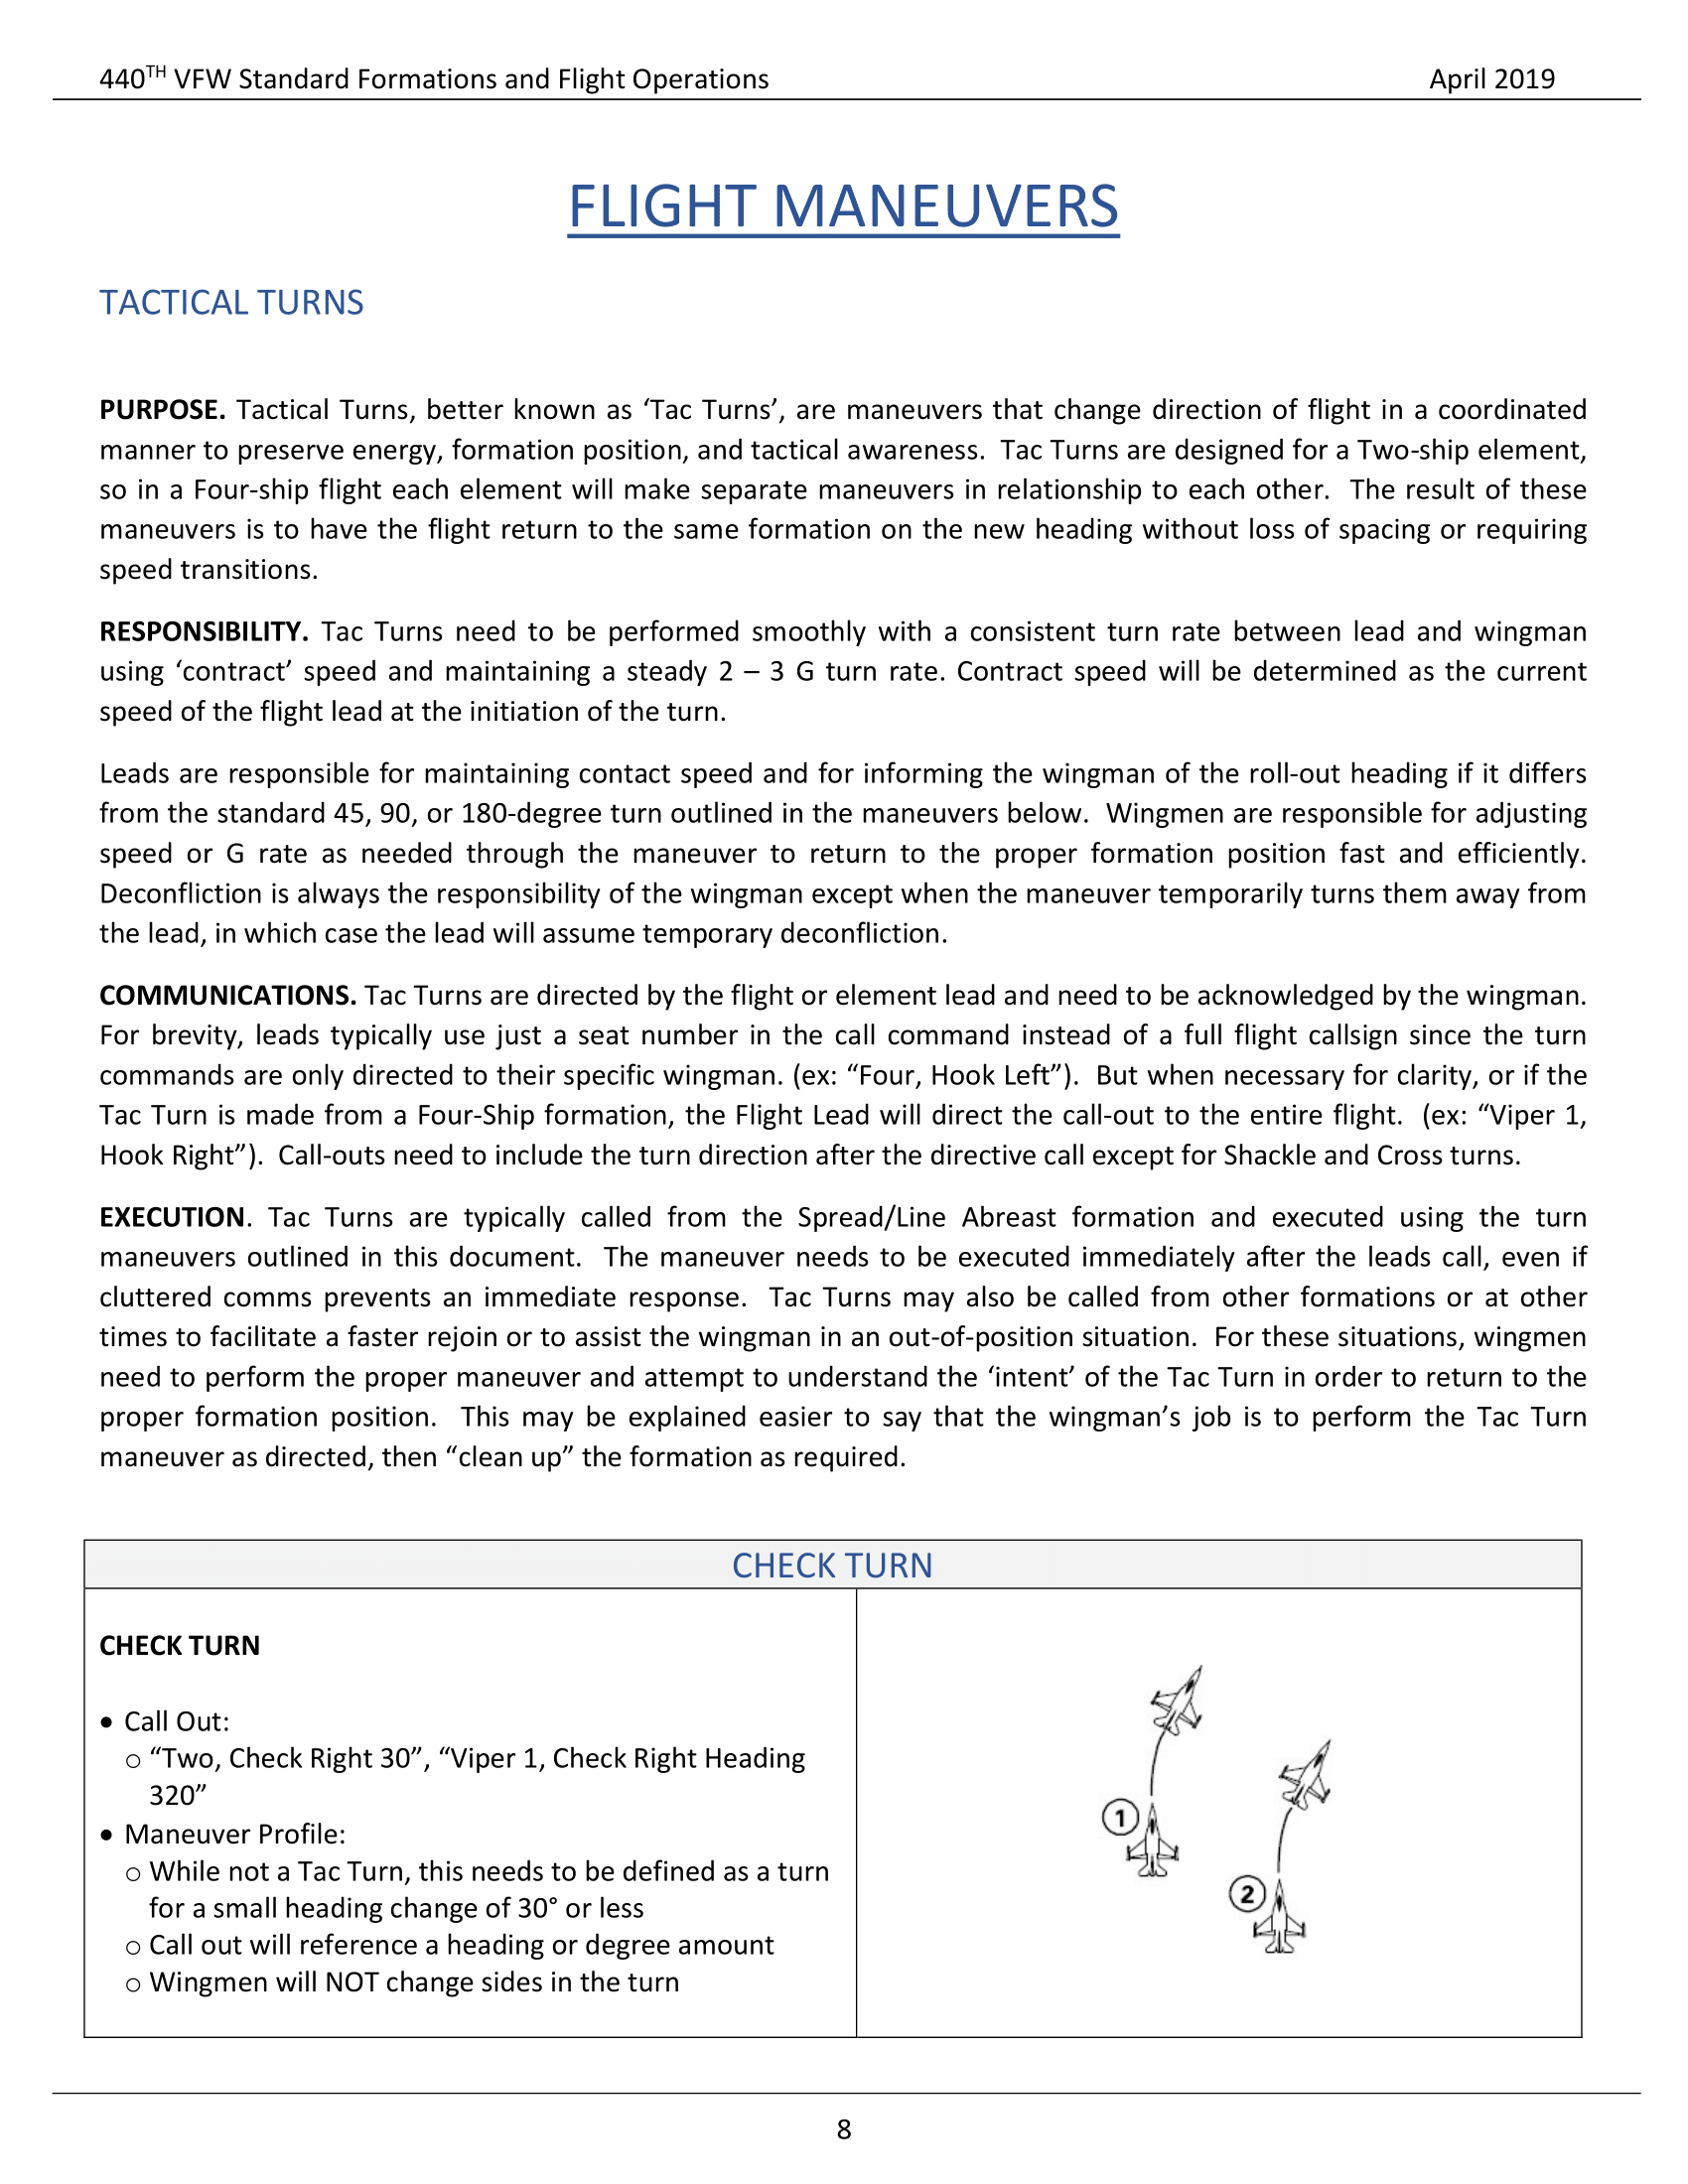 440TH VFW Standard Formations and Flight Operations April 2019
FLIGHT MANEUVERS
TACTICAL TURNS
PURPOSE. Tactical Turns, better known as ‘Tac Turns’, are maneuvers that change direction of flight in a coordinated
manner to preserve energy, formation position, and tactical awareness. Tac Turns are designed for a Two-ship element,
so in a Four-ship flight each element will make separate maneuvers in relationship to each other. The result of these
maneuvers is to have the flight return to the same formation on the new heading without loss of spacing or requiring
speed transitions.
RESPONSIBILITY. Tac Turns need to be performed smoothly with a consistent turn rate between lead and wingman
using ‘contract’ speed and maintaining a steady 2 – 3 G turn rate. Contract speed will be determined as the current
speed of the flight lead at the initiation of the turn.
Leads are responsible for maintaining contact speed and for informing the wingman of the roll-out heading if it differs
from the standard 45, 90, or 180-degree turn outlined in the maneuvers below. Wingmen are responsible for adjusting
speed or G rate as needed through the maneuver to return to the proper formation position fast and efficiently.
Deconfliction is always the responsibility of the wingman except when the maneuver temporarily turns them away from
the lead, in which case the lead will assume temporary deconfliction.
COMMUNICATIONS. Tac Turns are directed by the flight or element lead and need to be acknowledged by the wingman.
For brevity, leads typically use just a seat number in the call command instead of a full flight callsign since the turn
commands are only directed to their specific wingman. (ex: “Four, Hook Left”). But when necessary for clarity, or if the
Tac Turn is made from a Four-Ship formation, the Flight Lead will direct the call-out to the entire flight. (ex: “Viper 1,
Hook Right”). Call-outs need to include the turn direction after the directive call except for Shackle and Cross turns.
EXECUTION. Tac Turns are typically called from the Spread/Line Abreast formation and executed using the turn
maneuvers outlined in this document. The maneuver needs to be executed immediately after the leads call, even if
cluttered comms prevents an immediate response. Tac Turns may also be called from other formations or at other
times to facilitate a faster rejoin or to assist the wingman in an out-of-position situation. For these situations, wingmen
need to perform the proper maneuver and attempt to understand the ‘intent’ of the Tac Turn in order to return to the
proper formation position. This may be explained easier to say that the wingman’s job is to perform the Tac Turn
maneuver as directed, then “clean up” the formation as required.
CHECK TURN
CHECK TURN
• Call Out:
o “Two, Check Right 30”, “Viper 1, Check Right Heading
320”
• Maneuver Profile:
o While not a Tac Turn, this needs to be defined as a turn
for a small heading change of 30° or less
o Call out will reference a heading or degree amount
o Wingmen will NOT change sides in the turn
1
2
8